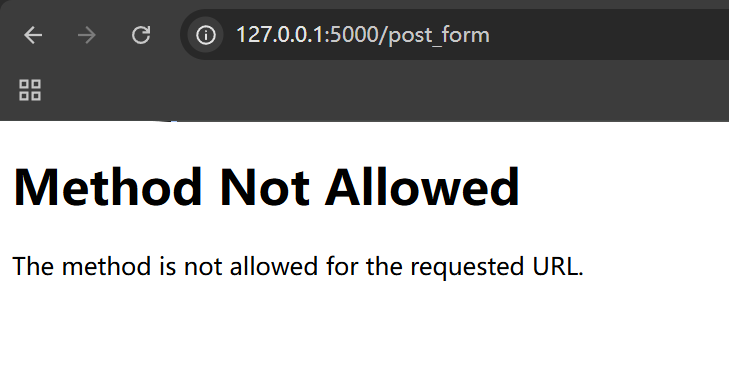 127.0.0.1:5000/post_form
Method Not Allowed
The method is not allowed for the requested URL.